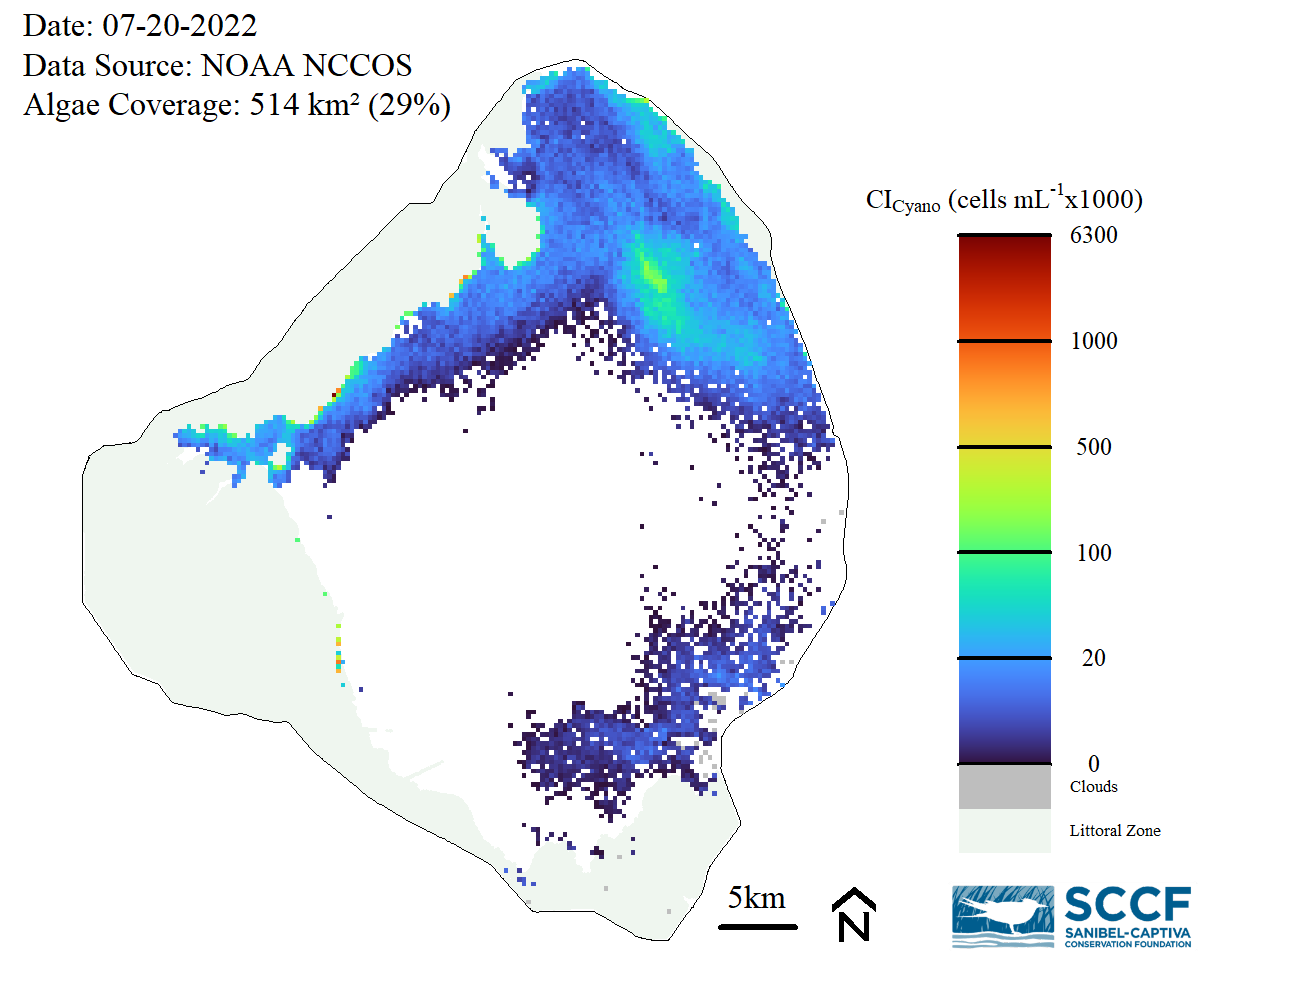 Date: 07-20-2022
Data Source: NOAA NCCOS
Algae Coverage: 514 km² (29%)
CICyano (cells mL-1x1000)
6300
1000
500
100
20
0
Clouds
Littoral Zone
5km
N
SCCF
SANIBEL-CAPTIVA
CONSERVATION FOUNDATION